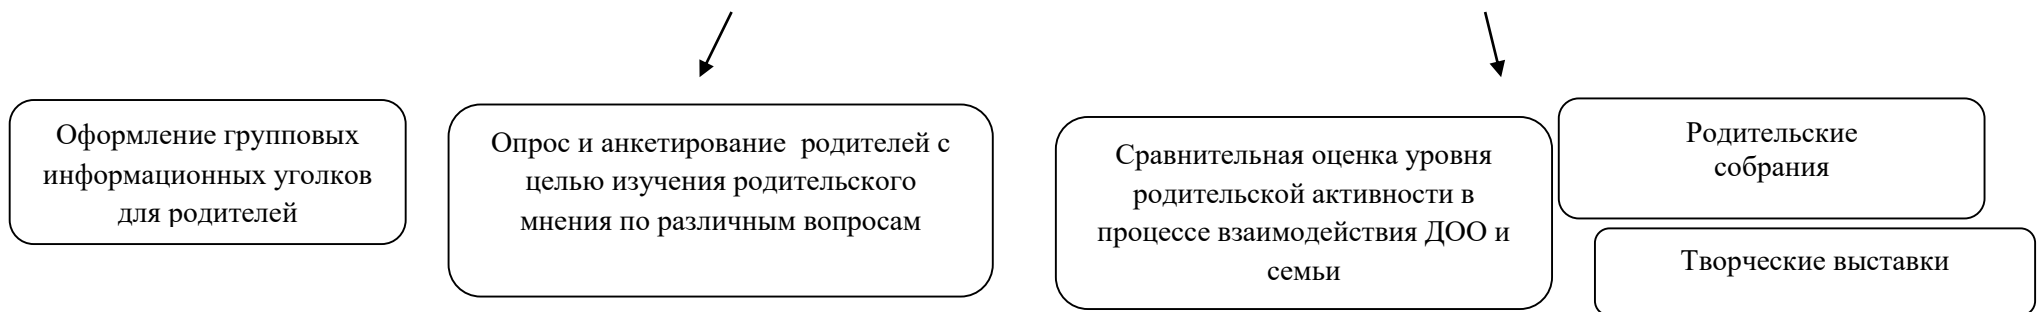 Оформление групповых
информационных уголков
для родителей
Опрос и анкетирование  родителей с
целью изучения родительского
мнения по различным вопросам
Сравнительная оценка уровня
родительской активности в
процессе взаимодействия ДОО и
семьи
Родительские
собрания
Творческие выставки